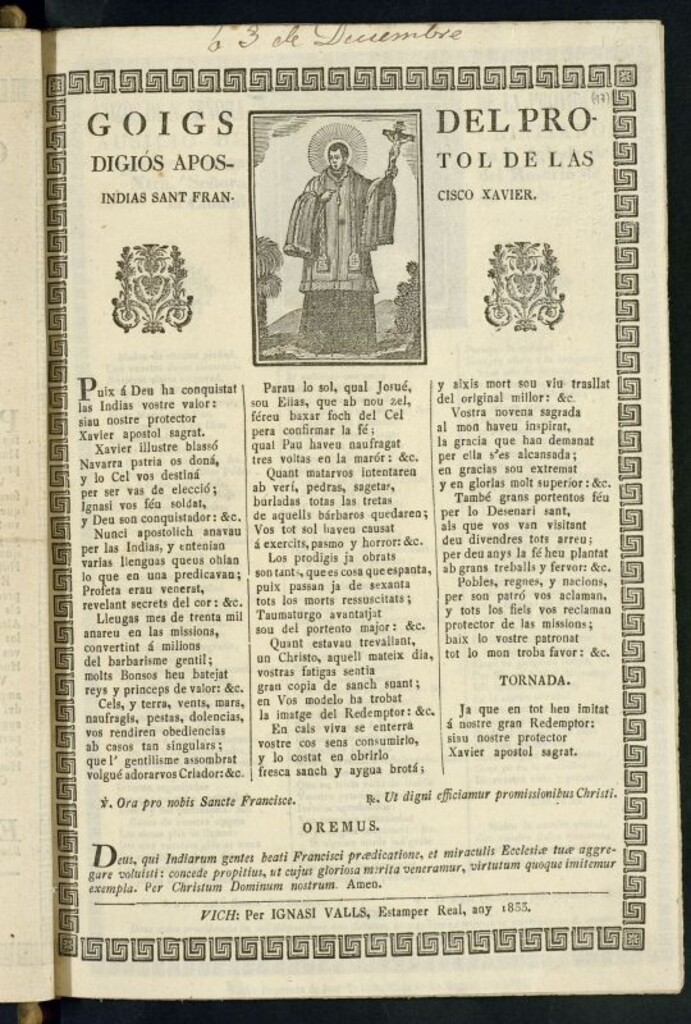 á 3 de Decembre
(17)
GOIGS DEL PRO-
DIGIÓS APOS- TOL DE LAS
INDIAS SANT FRAN- CISCO XAVIER.
Puix á Deu ha conquistat
las Indias vostre valor:
siau nostre protector
Xavier apostol sagrat.
Xavier illustre blassó
Navarra patria os doná,
y lo Cel vos destiná
per ser vas de elecció;
Ignasi vos féu soldat,
y Deu son conquistador: &c.
Nunci apostolich anavau
per las Indias, y entenian
varias llenguas queus ohian
lo que en una predicavau;
Profeta erau venerat,
revelant secrets del cor: &c.
Lleugas mes de trenta mil
anareu en las missions,
convertint á milions
del barbarisme gentil;
molts Bonsos heu batejat
reys y princeps de valor: &c.
Cels, y terra, vents, mars,
naufragis, pestas, dolencias,
vos rendiren obediencias
ab casos tan singulars;
que l' gentilisme assombrat
volgué adorarvos Criador: &c.
Parau lo sol, qual Josué,
sou Elias, que ab nou zel,
féreu baxar foch del Cel
pera confirmar la fé;
qual Pau haveu naufragat
tres voltas en la marór: &c.
Quant matarvos intentaren
ab verí, pedras, sagetar,
burladas totas las tretas
de aquells bárbaros quedaren;
Vos tot sol haveu causat
á exercits, pasmo y horror: &c.
Los prodigis ja obrats
son tants, que es cosa que espanta,
puix passan ja de sexanta
tots los morts ressuscitats;
Taumaturgo avantatjat
sou del portento major: &c.
Quant estavau trevallant,
un Christo, aquell mateix dia,
vostras fatigas sentia
gran copia de sanch suant;
en Vos modelo ha trobat
la imatge del Redemptor: &c.
En cals viva se enterrá
vostre cos sens consumirlo,
y lo costat en obrirlo
fresca sanch y aygua brotá;
y aixis mort sou viu trasllat
del original millor: &c.
Vostra novena sagrada
al mon haveu inspirat,
la gracia que han demanat
per ella s'es alcansada;
en gracias sou extremat
y en glorias molt superior: &c.
També grans portentos féu
per lo Desenari sant,
als que vos van visitant
deu divendres tots arreu;
per deu anys la fé heu plantat
ab grans treballs y fervor: &c.
Pobles, regnes, y nacions,
per son patró vos aclaman,
y tots los fiels vos reclaman
protector de las missions;
baix lo vostre patronat
tot lo mon troba favor: &c.
TORNADA.
Ja que en tot heu imitat
á nostre gran Redemptor:
siau nostre protector
Xavier apostol sagrat.
℣. Ora pro nobis Sancte Francisce. ℟. Ut digni efficiamur promissionibus Christi.
OREMUS.
Deus, qui Indiarum gentes beati Francisci prædicatione, et miraculis Ecclesiæ tuæ aggre-
gare voluisti: concede propitius, ut cujus gloriosa merita veneramur, virtutum quoque imitemur
exempla. Per Christum Dominum nostrum. Amen.
VICH: Per IGNASI VALLS, Estamper Real, any 1833.